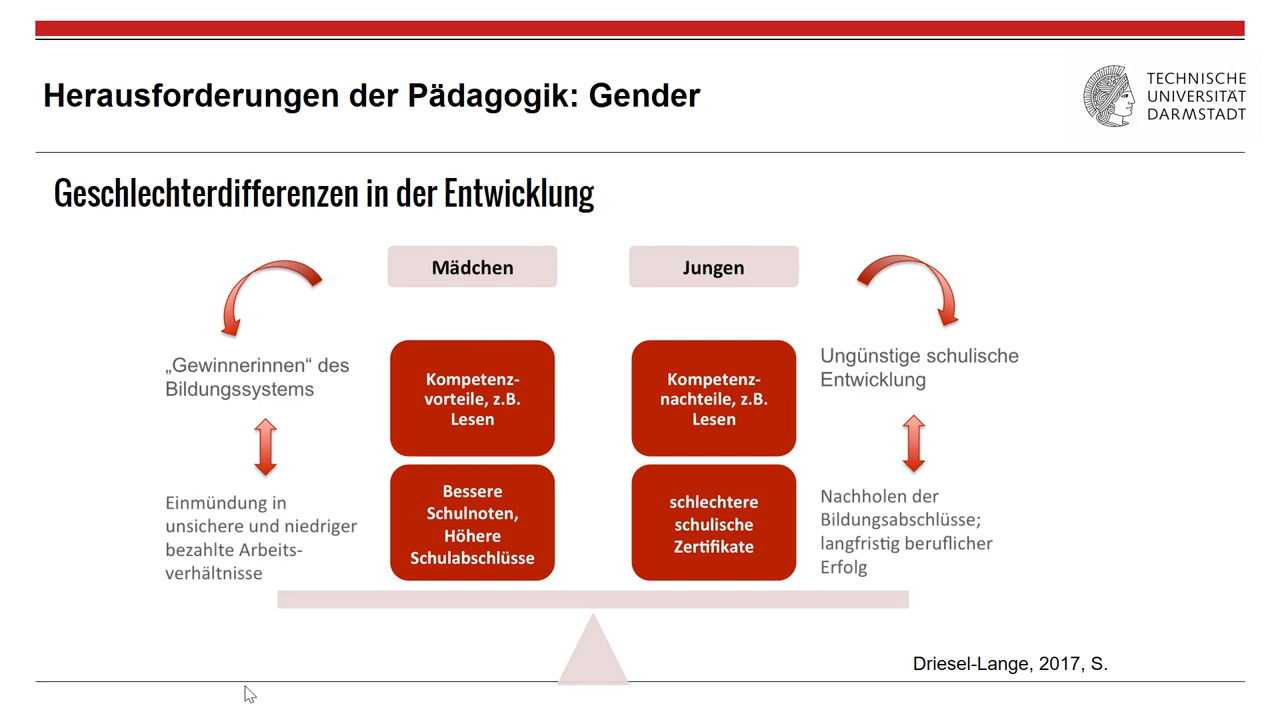 Herausforderungen der Pädagogik: Gender
TECHNISCHE
UNIVERSITÄT
DARMSTADT
Geschlechterdifferenzen in der Entwicklung
Mädchen
Jungen
„Gewinnerinnen“ des
Bildungssystems
Einmündung in
unsichere und niedriger
bezahlte Arbeits-
verhältnisse
Kompetenz-
vorteile, z.B.
Lesen
Bessere
Schulnoten,
Höhere
Schulabschlüsse
Kompetenz-
nachteile, z.B.
Lesen
schlechtere
schulische
Zertifikate
Ungünstige schulische
Entwicklung
Nachholen der
Bildungsabschlüsse;
langfristig beruflicher
Erfolg
Driesel-Lange, 2017, S.